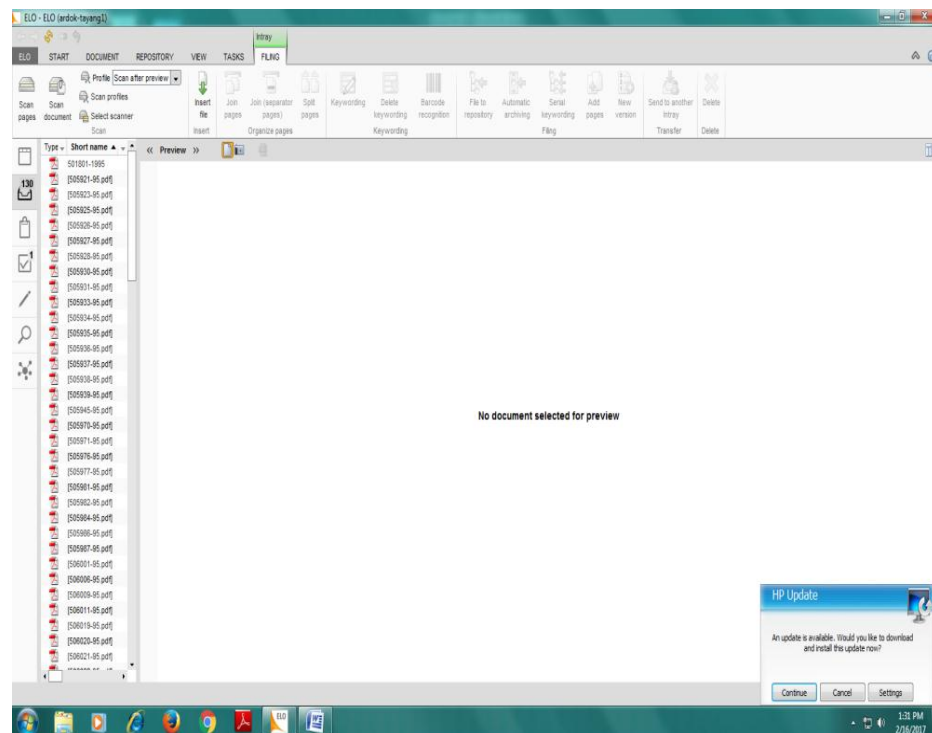 ELO - ELO (ardok-tayang1)
Intray
ELO START DOCUMENT REPOSITORY VIEW TASKS FILING
Profile Scan after preview
Scan profiles
Select scanner
Scan pages
Scan document
Scan
Insert file
Insert
Join pages
Join (separator pages)
Split pages
Organize pages
Keywording
Delete keywording
Barcode recognition
Keywording
File to repository
Automatic archiving
Serial keywording
Add pages
New version
Filing
Send to another Intray
Transfer
Delete
Delete
Type Short name
<< Preview >>
130
1
S01801-1995
[505921-95.pdf]
[505923-95.pdf]
[505925-95.pdf]
[505926-95.pdf]
[505927-95.pdf]
[505928-95.pdf]
[505930-95.pdf]
[505931-95.pdf]
[505933-95.pdf]
[505934-95.pdf]
[505935-95.pdf]
[505936-95.pdf]
[505937-95.pdf]
[505938-95.pdf]
[505939-95.pdf]
[505945-95.pdf]
[505970-95.pdf]
[505971-95.pdf]
[505976-95.pdf]
[505977-95.pdf]
[505981-95.pdf]
[505982-95.pdf]
[505984-95.pdf]
[505986-95.pdf]
[505987-95.pdf]
[506001-95.pdf]
[506006-95.pdf]
[506009-95.pdf]
[506011-95.pdf]
[506019-95.pdf]
[506020-95.pdf]
[506021-95.pdf]
No document selected for preview
HP Update
An update is available. Would you like to download
and install this update now?
Continue Cancel Settings
ELO
1:31 PM
2/16/2017